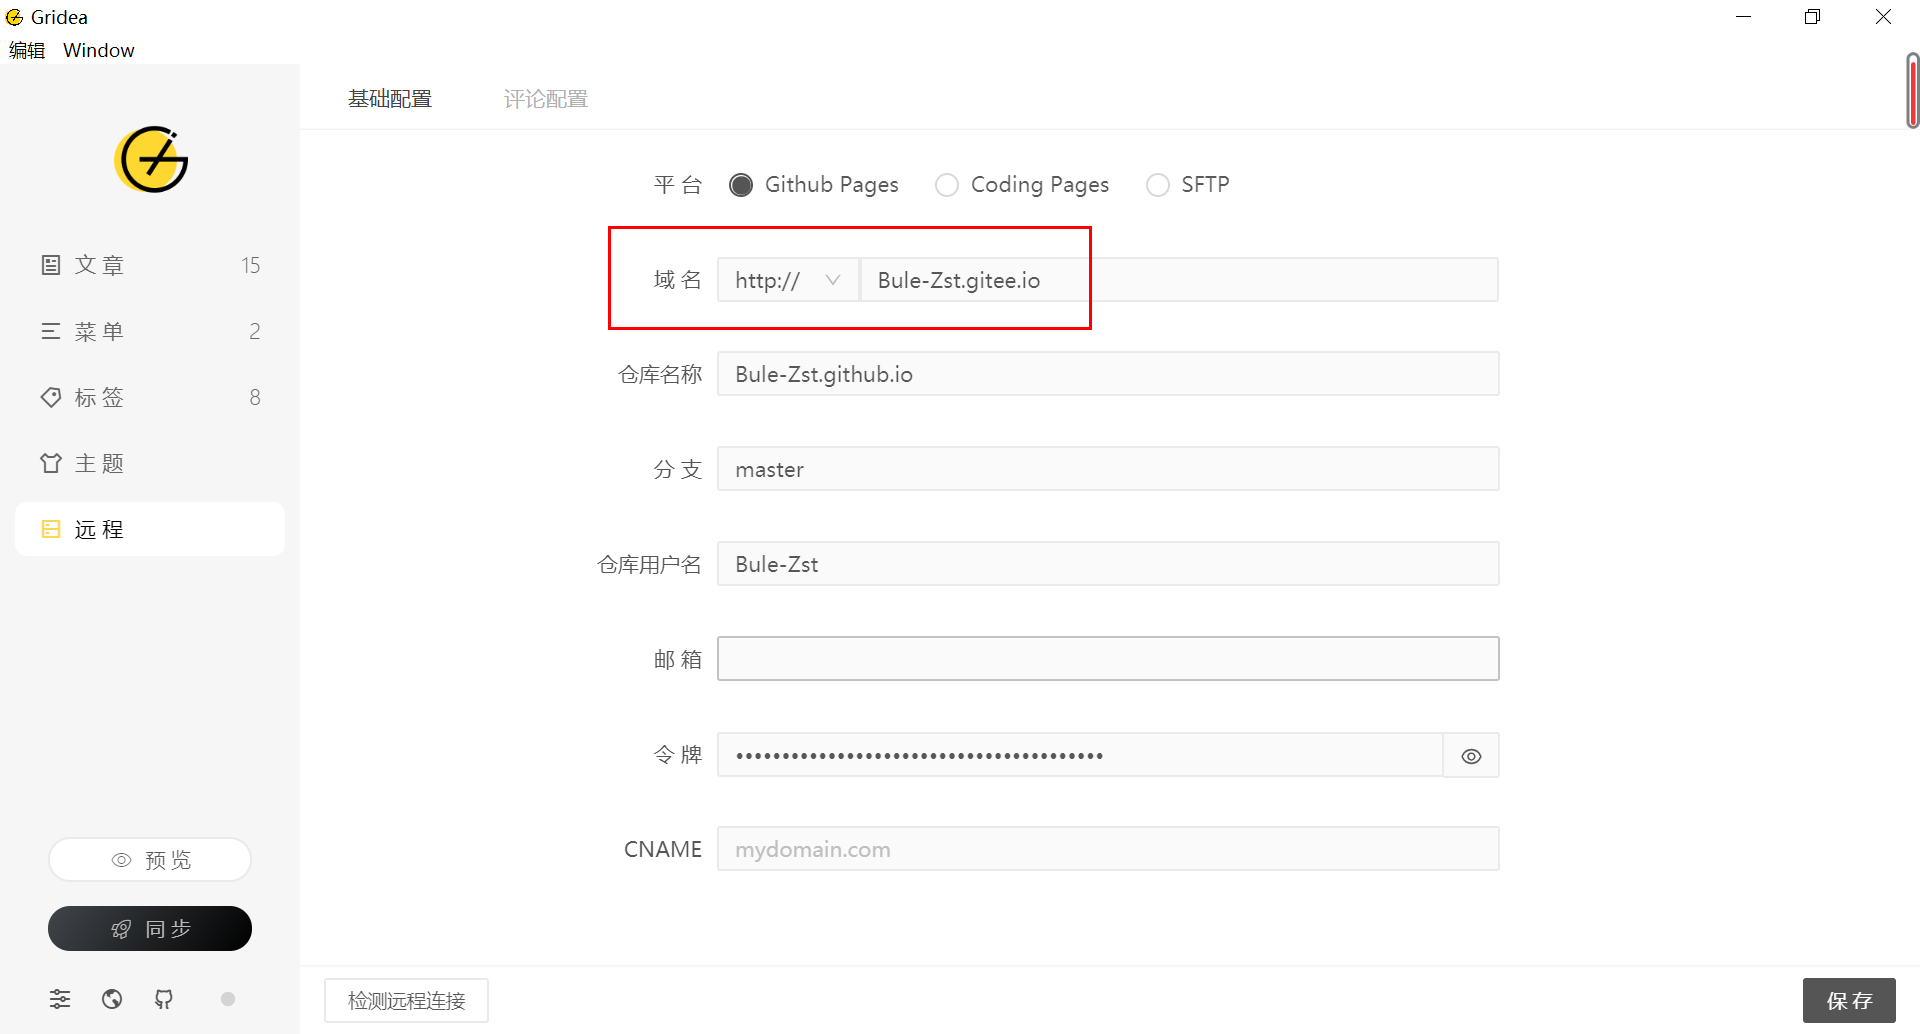 Gridea
编辑 Window
基础配置 评论配置
平 台 Github Pages Coding Pages SFTP
文 章 15
域 名 http:// Bule-Zst.gitee.io
菜 单 2
仓库名称 Bule-Zst.github.io
标 签 8
主 题
分 支 master
远 程
仓库用户名 Bule-Zst
邮 箱
令 牌 ••••••••••••••••••••••••••••••••••••••••
CNAME mydomain.com
预 览
同 步
检测远程连接 保 存